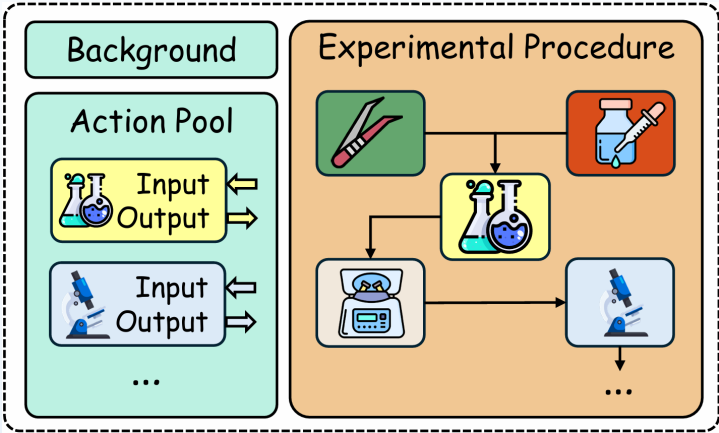 Background
Action Pool
Input
Output
Input
Output
...
Experimental Procedure
...